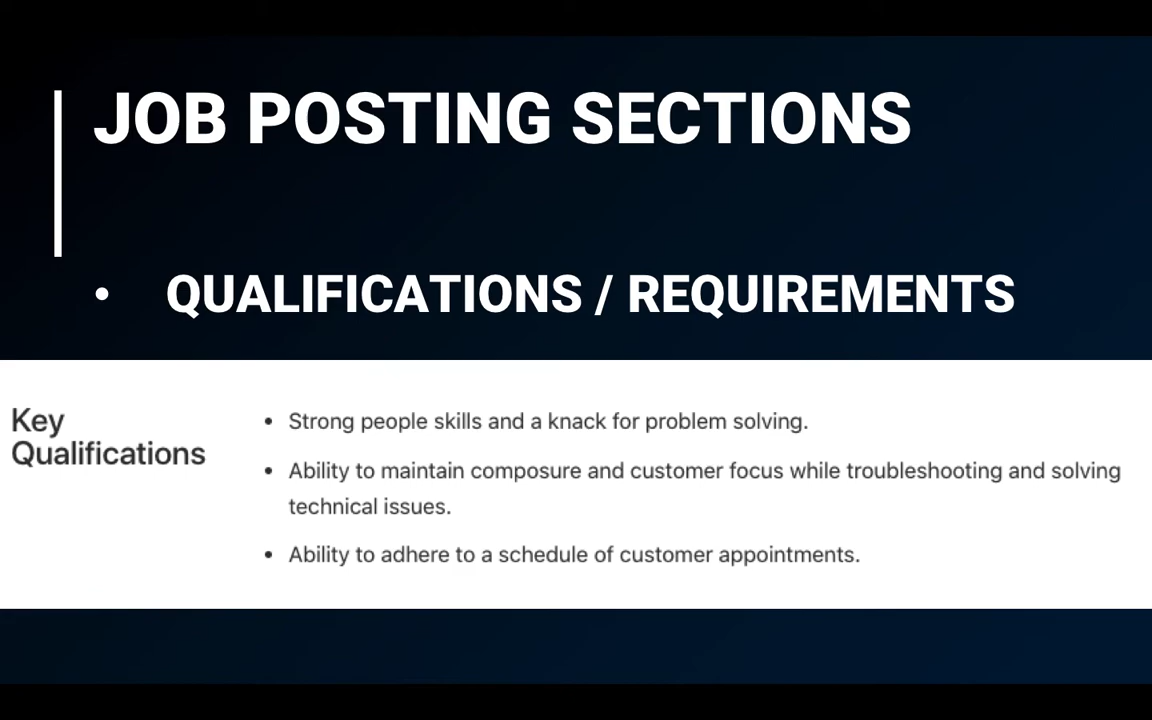 JOB POSTING SECTIONS
• QUALIFICATIONS / REQUIREMENTS
Key
Qualifications
• Strong people skills and a knack for problem solving.
• Ability to maintain composure and customer focus while troubleshooting and solving
technical issues.
• Ability to adhere to a schedule of customer appointments.